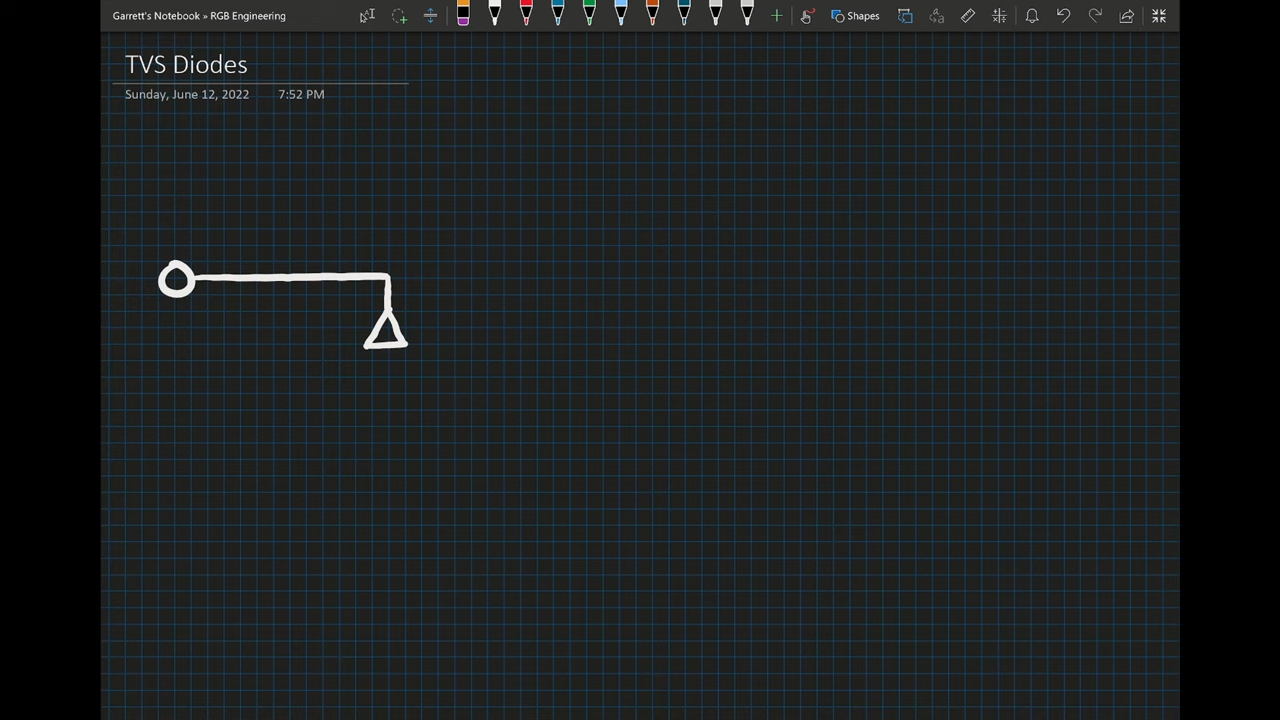 Garrett's Notebook » RGB Engineering
Shapes
TVS Diodes
Sunday, June 12, 2022 7:52 PM